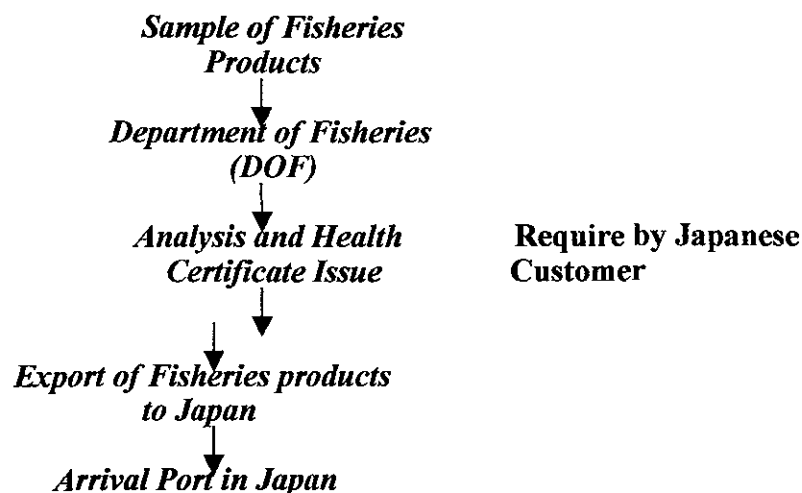 Sample of Fisheries
Products
Department of Fisheries
(DOF)
Analysis and Health
Certificate Issue
Require by Japanese
Customer
Export of Fisheries products
to Japan
Arrival Port in Japan